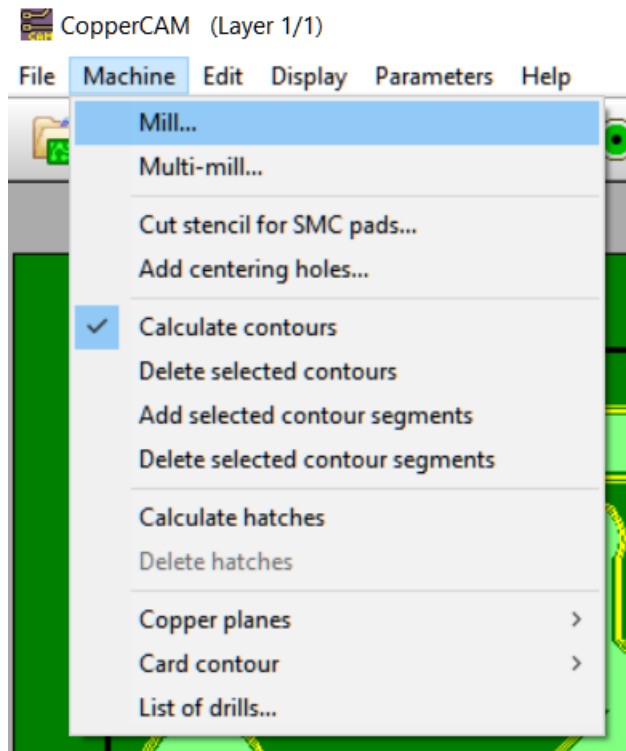 CopperCAM (Layer 1/1)
File Machine Edit Display Parameters Help
Mill...
Multi-mill...
Cut stencil for SMC pads...
Add centering holes...
Calculate contours
Delete selected contours
Add selected contour segments
Delete selected contour segments
Calculate hatches
Delete hatches
Copper planes
Card contour
List of drills...